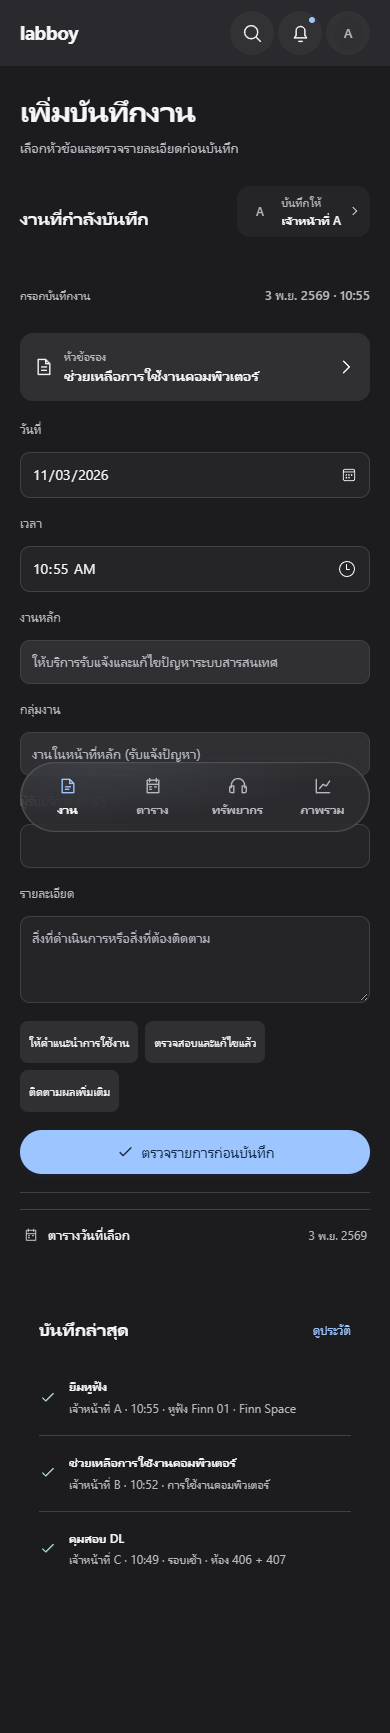 labboy
A
เพิ่มบันทึกงาน
เลือกหัวข้อและตรวจรายละเอียดก่อนบันทึก
งานที่กำลังบันทึก
A
บันทึกให้
เจ้าหน้าที่ A
กรอกบันทึกงาน
3 พ.ย. 2569 · 10:55
หัวข้อรอง
ช่วยเหลือการใช้งานคอมพิวเตอร์
วันที่
11/03/2026
เวลา
10:55 AM
งานหลัก
ให้บริการรับแจ้งและแก้ไขปัญหาระบบสารสนเทศ
กลุ่มงาน
งานในหน้าที่หลัก (รับแจ้งปัญหา)
งาน
ตาราง
ทรัพยากร
ภาพรวม
รายละเอียด
สิ่งที่ดำเนินการหรือสิ่งที่ต้องติดตาม
ให้คำแนะนำการใช้งาน
ตรวจสอบและแก้ไขแล้ว
ติดตามผลเพิ่มเติม
ตรวจรายการก่อนบันทึก
ตารางวันที่เลือก
3 พ.ย. 2569
บันทึกล่าสุด
ดูประวัติ
ยืมหูฟัง
เจ้าหน้าที่ A · 10:55 · หูฟัง Finn 01 · Finn Space
ช่วยเหลือการใช้งานคอมพิวเตอร์
เจ้าหน้าที่ B · 10:52 · การใช้งานคอมพิวเตอร์
คุมสอบ DL
เจ้าหน้าที่ C · 10:49 · รอบเช้า · ห้อง 406 + 407